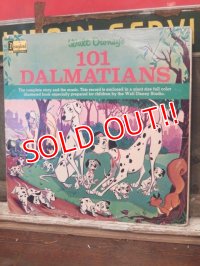 Walt Disney's
101
DALMATIANS
The complete story and the music. This record is enclosed in a giant size full color
illustrated book especially prepared for children by the Walt Disney Studio.
SOLD OUT!!